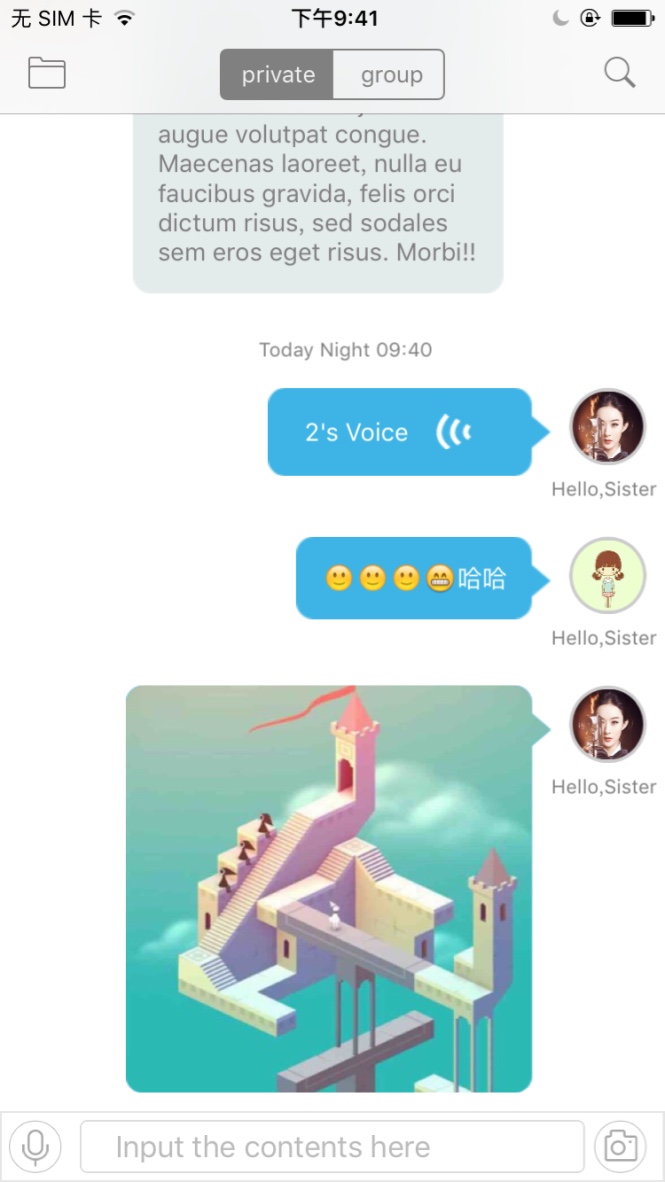 无 SIM 卡 下午9:41
private group
augue volutpat congue.
Maecenas laoreet, nulla eu
faucibus gravida, felis orci
dictum risus, sed sodales
sem eros eget risus. Morbi!!
Today Night 09:40
2's Voice
Hello,Sister
🙂🙂🙂😁哈哈
Hello,Sister
Hello,Sister
Input the contents here